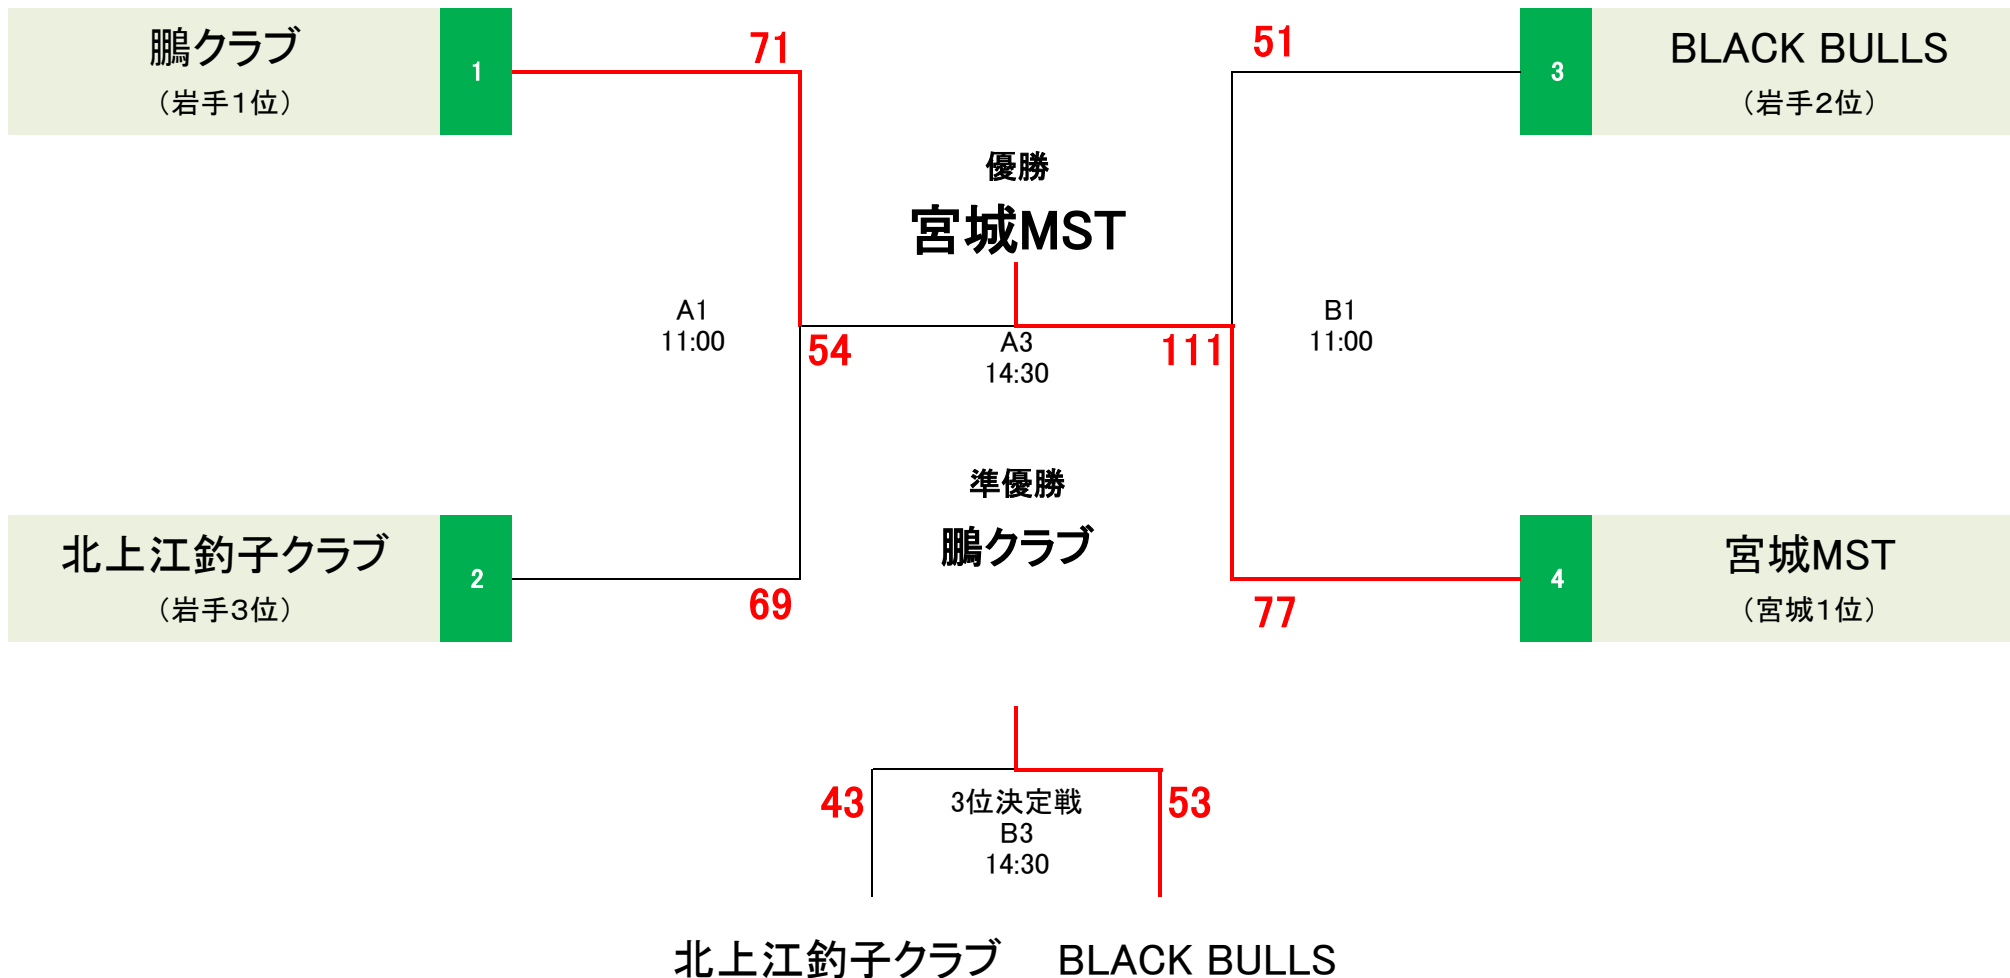 鵬クラブ
（岩手１位）
1
71
51
3
BLACK BULLS
（岩手２位）
優勝
宮城MST
A1
11:00
54
A3
14:30
111
B1
11:00
準優勝
鵬クラブ
北上江釣子クラブ
（岩手３位）
2
69
77
4
宮城MST
（宮城１位）
43
3位決定戦
B3
14:30
53
北上江釣子クラブ
BLACK BULLS